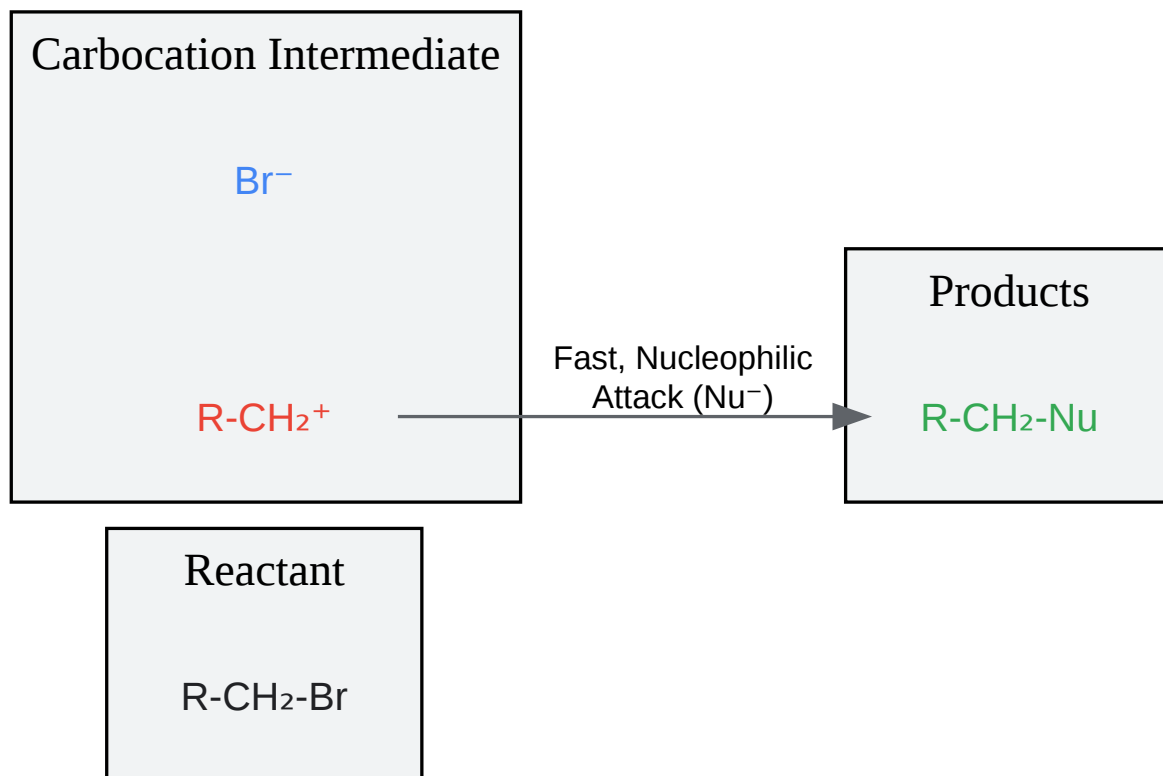 Carbocation Intermediate
Br⁻
R-CH₂⁺
Fast, Nucleophilic
Attack (Nu⁻)
Products
R-CH₂-Nu
Reactant
R-CH₂-Br